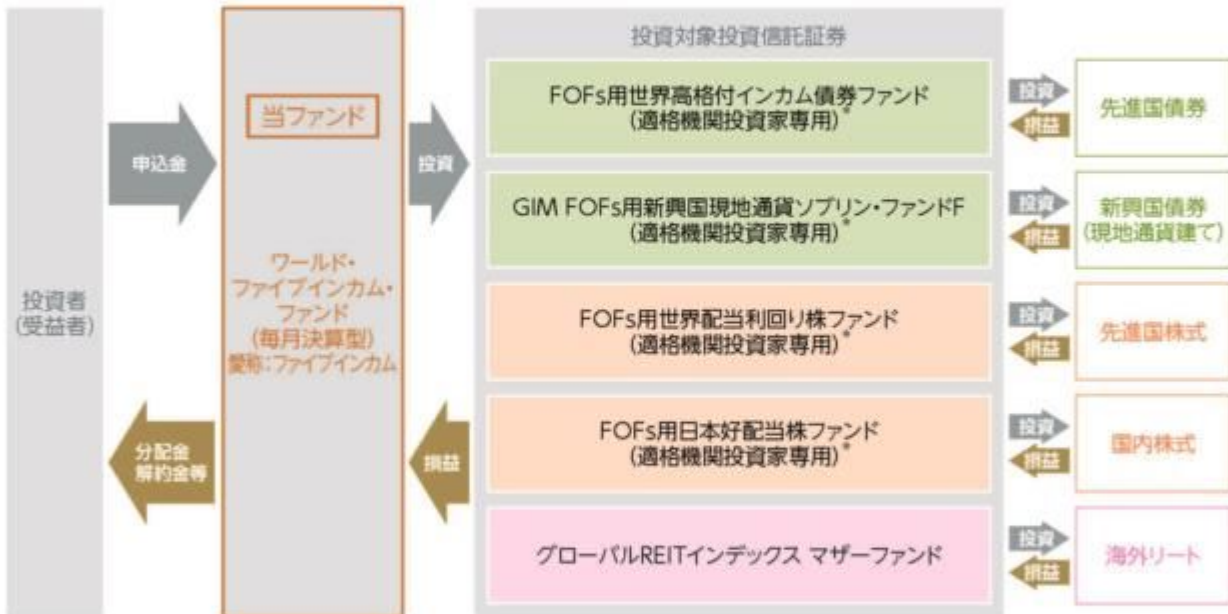 投資者
(受益者)
申込金
分配金
解約金等
当ファンド
ワールド・
ファイブインカム・
ファンド
(毎月決算型)
愛称:ファイブインカム
投資
損益
投資対象投資信託証券
FOFs用世界高格付インカム債券ファンド
(適格機関投資家専用)*
投資
損益
先進国債券
GIM FOFs用新興国現地通貨ソブリン・ファンドF
(適格機関投資家専用)*
投資
損益
新興国債券
(現地通貨建て)
FOFs用世界配当利回り株ファンド
(適格機関投資家専用)*
投資
損益
先進国株式
FOFs用日本好配当株ファンド
(適格機関投資家専用)*
投資
損益
国内株式
グローバルREITインデックス マザーファンド
投資
損益
海外リート